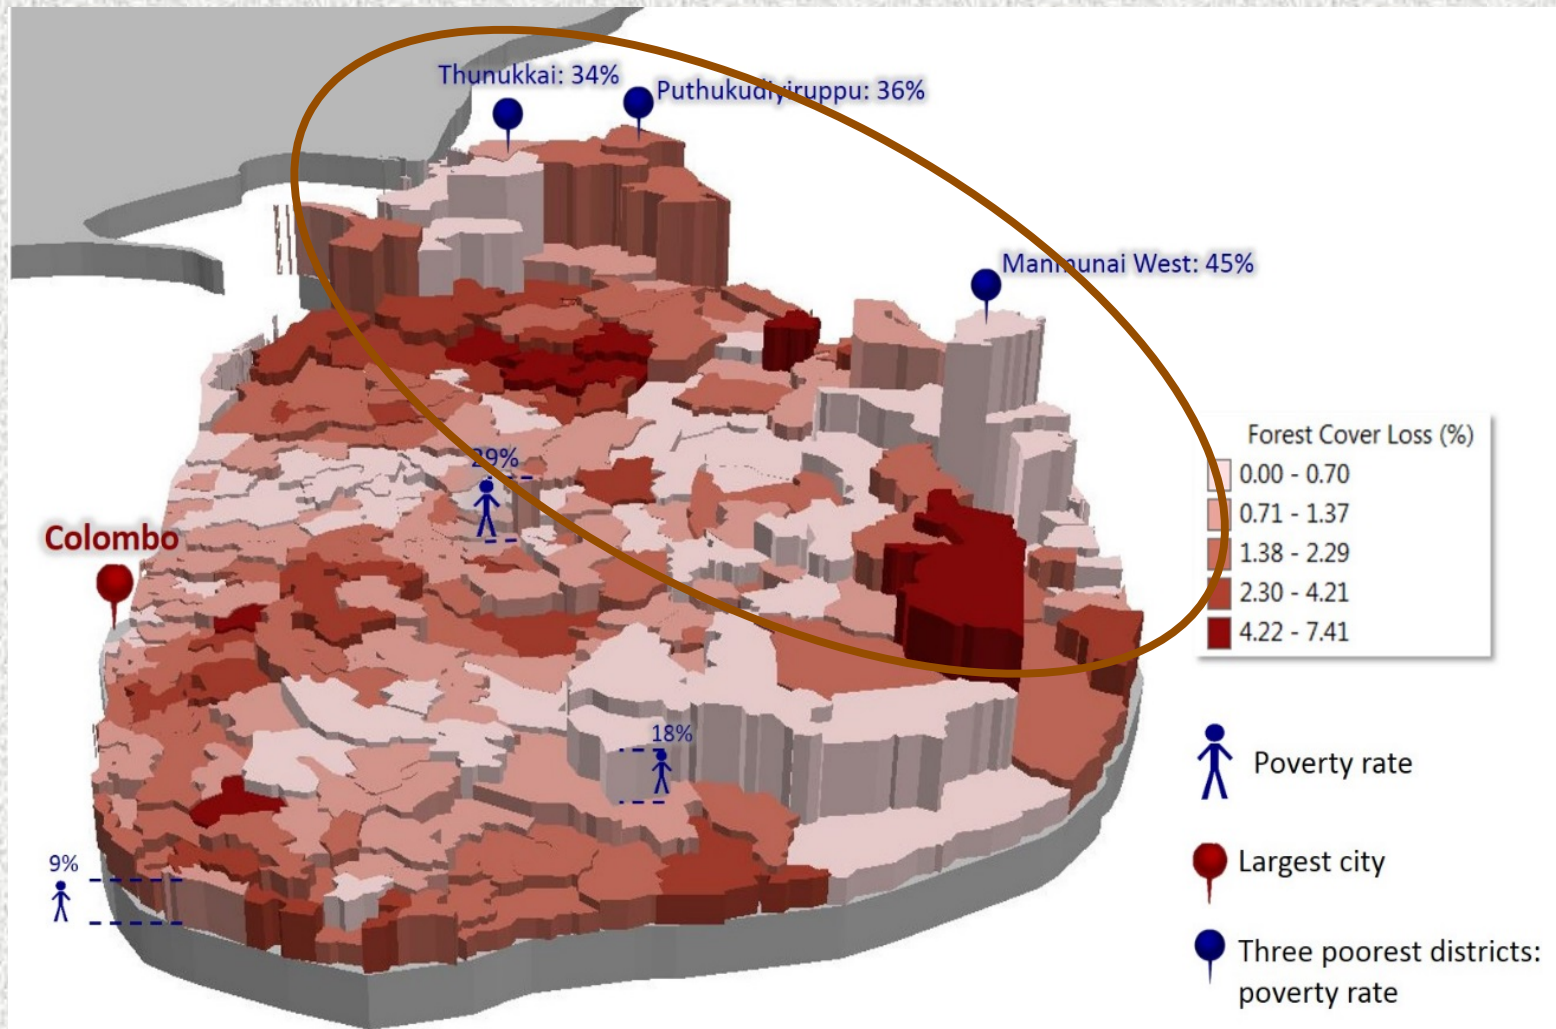 Thunukkai: 34%
Puthukudiyiruppu: 36%
Manmunai West: 45%
29%
Colombo
18%
9%
Forest Cover Loss (%)
0.00 - 0.70
0.71 - 1.37
1.38 - 2.29
2.30 - 4.21
4.22 - 7.41
Poverty rate
Largest city
Three poorest districts:
poverty rate